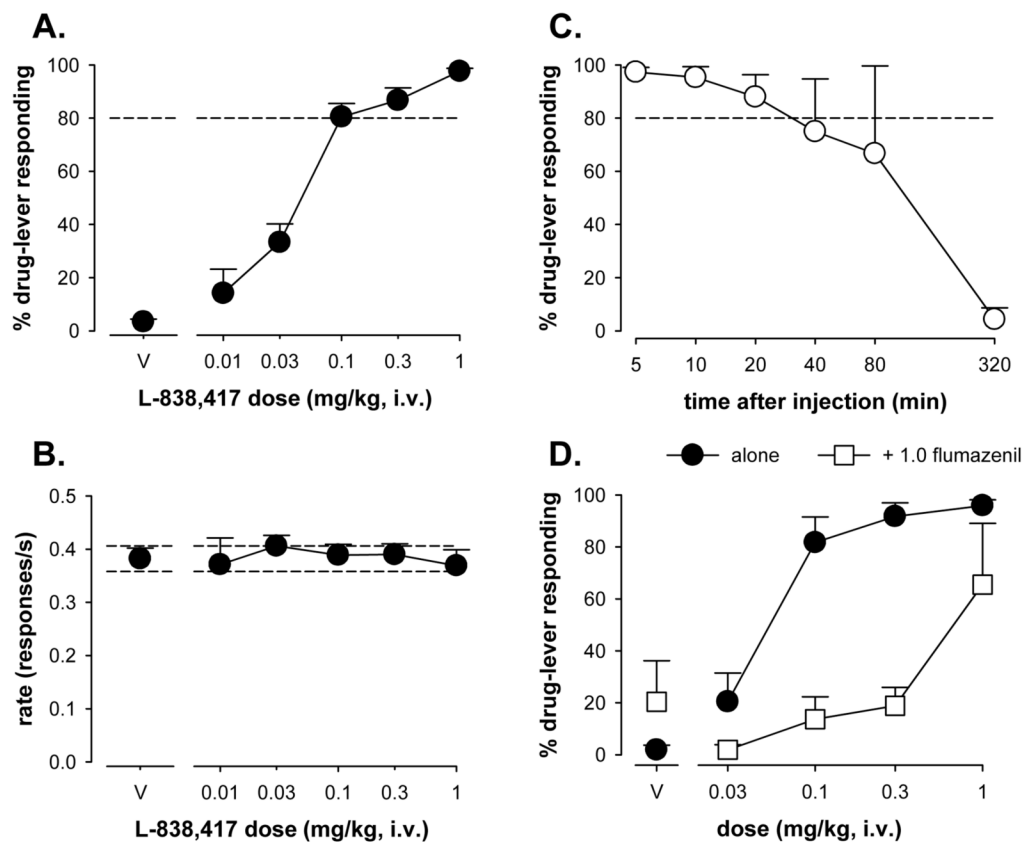 A.
% drug-lever responding
100
80
60
40
20
0
V
0.01
0.03
0.1
0.3
1
L-838,417 dose (mg/kg, i.v.)
C.
% drug-lever responding
100
80
60
40
20
0
5
10
20
40
80
320
time after injection (min)
B.
rate (responses/s)
0.5
0.4
0.3
0.2
0.1
0.0
V
0.01
0.03
0.1
0.3
1
L-838,417 dose (mg/kg, i.v.)
D.
alone
+ 1.0 flumazenil
% drug-lever responding
100
80
60
40
20
0
V
0.03
0.1
0.3
1
dose (mg/kg, i.v.)